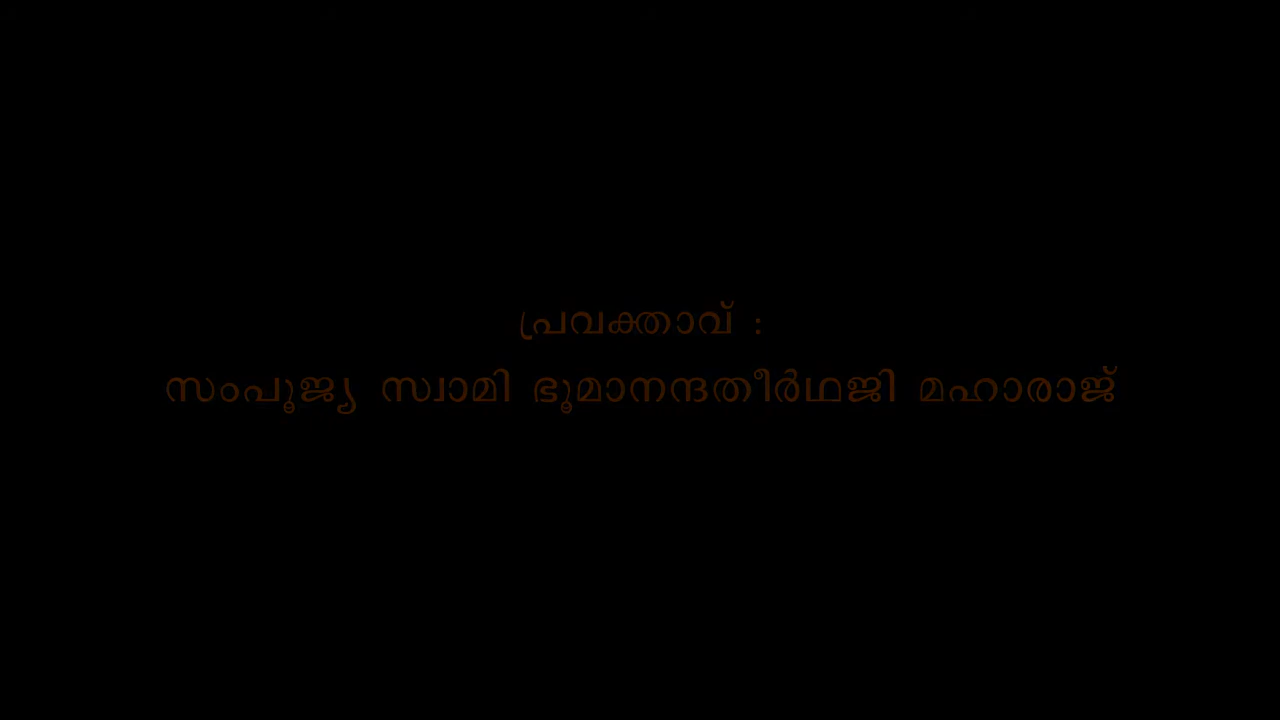 പ്രവക്താവ് :
സംപൂജ്യ സ്വാമി ഭൂമാനന്ദതീർഥജി മഹാരാജ്